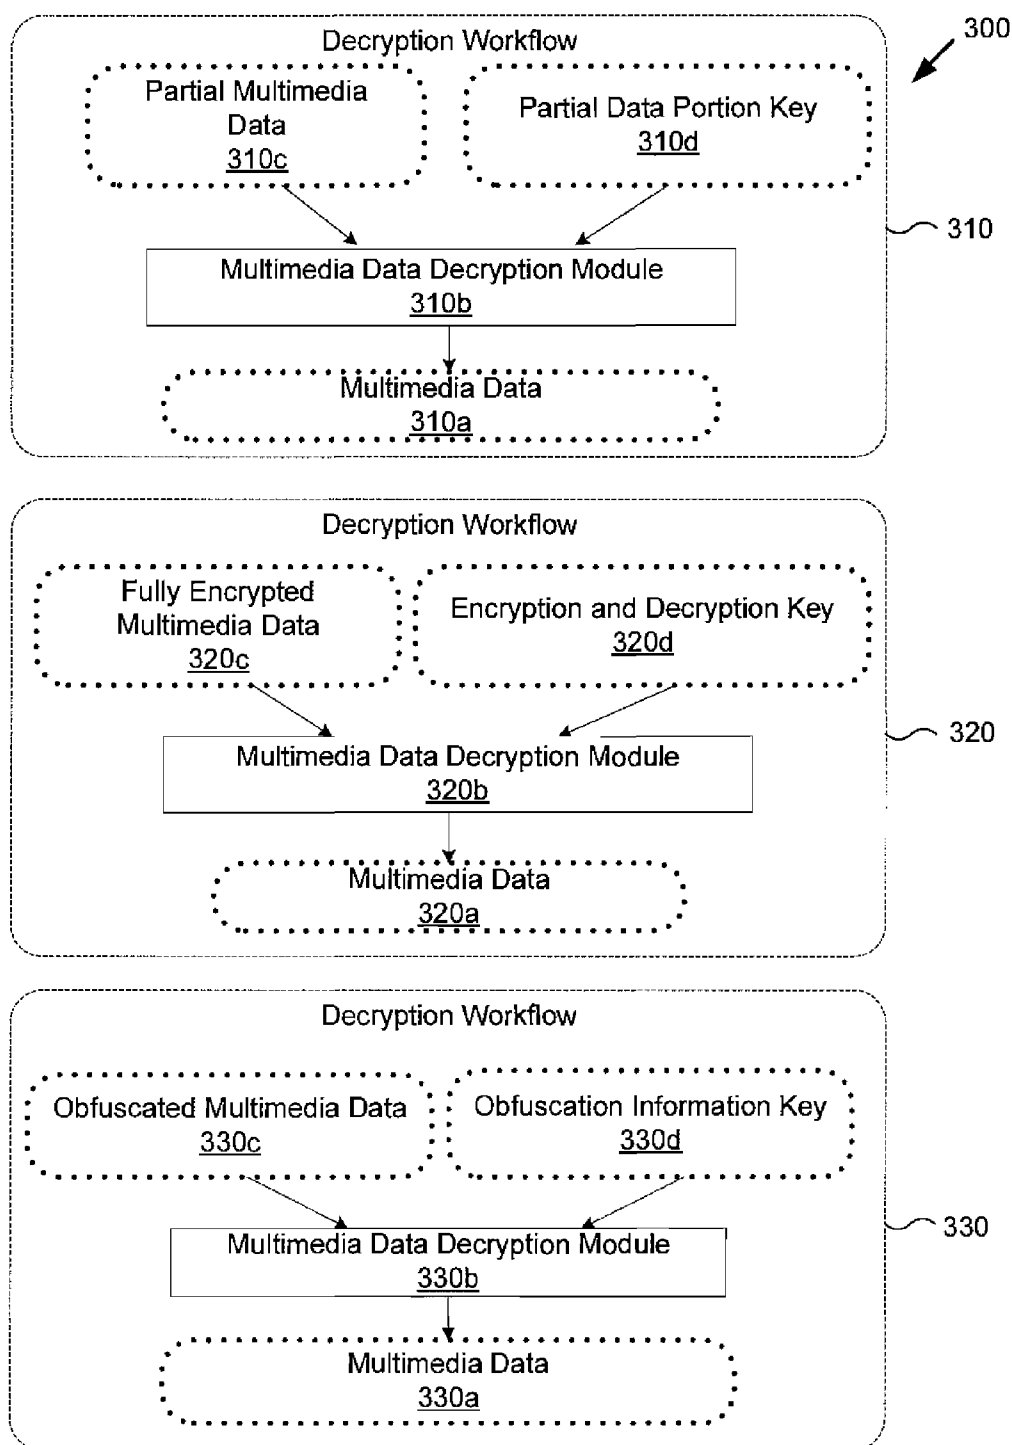 300
Decryption Workflow
Partial Multimedia
Data
310c
Partial Data Portion Key
310d
310
Multimedia Data Decryption Module
310b
Multimedia Data
310a
Decryption Workflow
Fully Encrypted
Multimedia Data
320c
Encryption and Decryption Key
320d
320
Multimedia Data Decryption Module
320b
Multimedia Data
320a
Decryption Workflow
Obfuscated Multimedia Data
330c
Obfuscation Information Key
330d
330
Multimedia Data Decryption Module
330b
Multimedia Data
330a